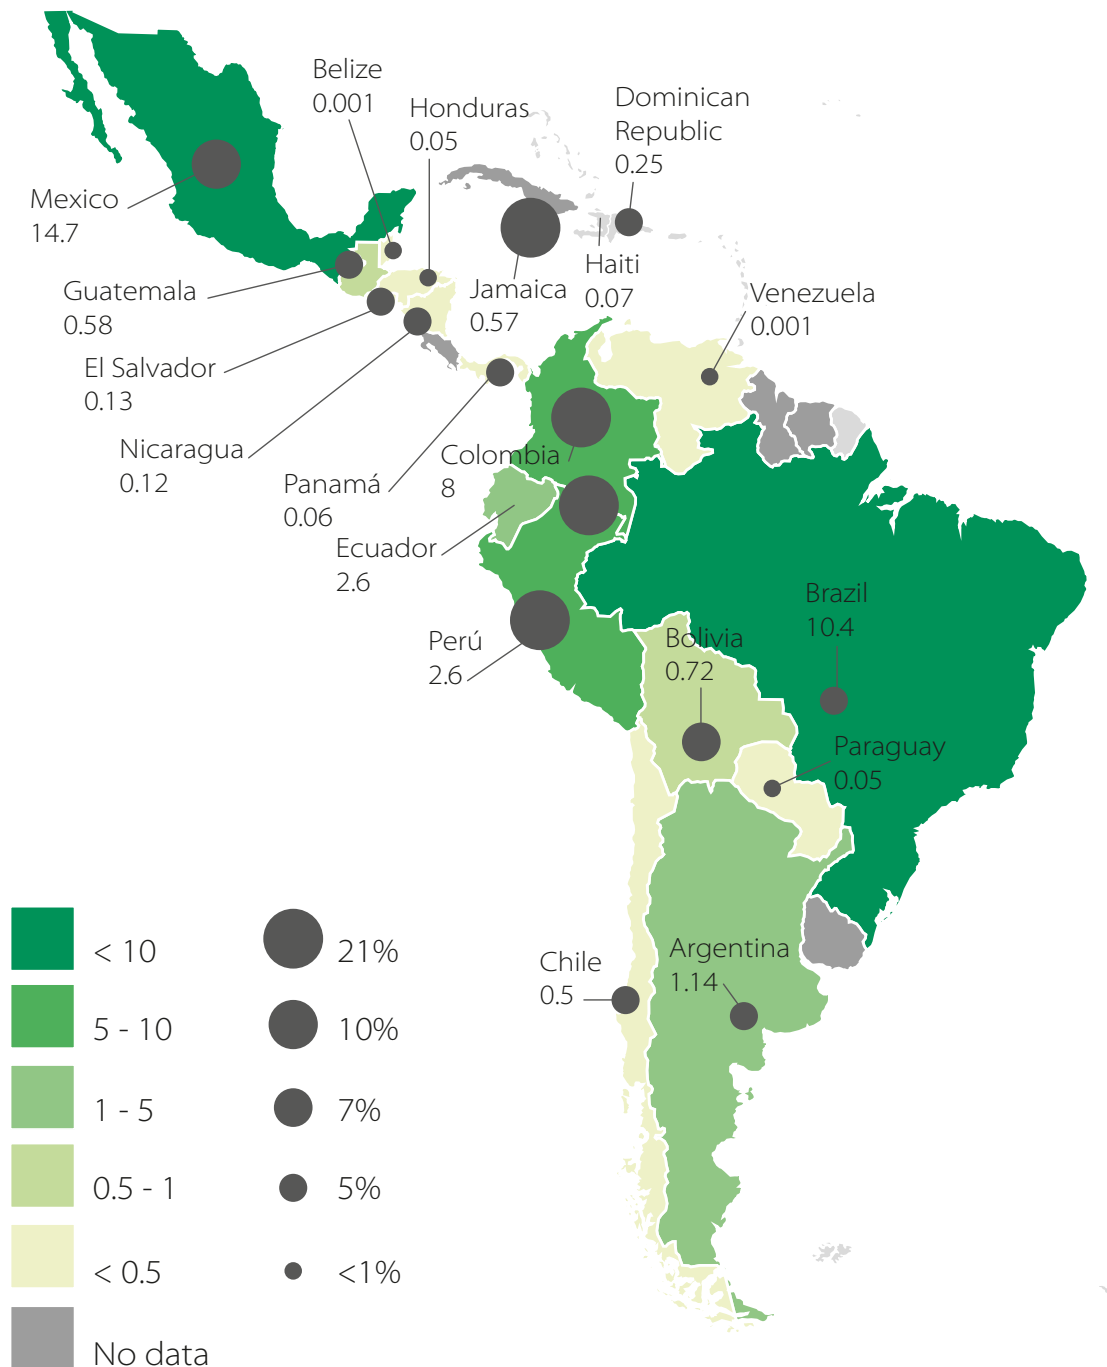 Belize
0.001
Honduras
0.05
Dominican
Republic
0.25
Mexico
14.7
Guatemala
0.58
Jamaica
0.57
Haiti
0.07
Venezuela
0.001
El Salvador
0.13
Nicaragua
0.12
Panamá
0.06
Colombia
8
Ecuador
2.6
Perú
2.6
Bolivia
0.72
Brazil
10.4
Paraguay
0.05
Chile
0.5
Argentina
1.14
< 10
5 - 10
1 - 5
0.5 - 1
< 0.5
No data
21%
10%
7%
5%
<1%